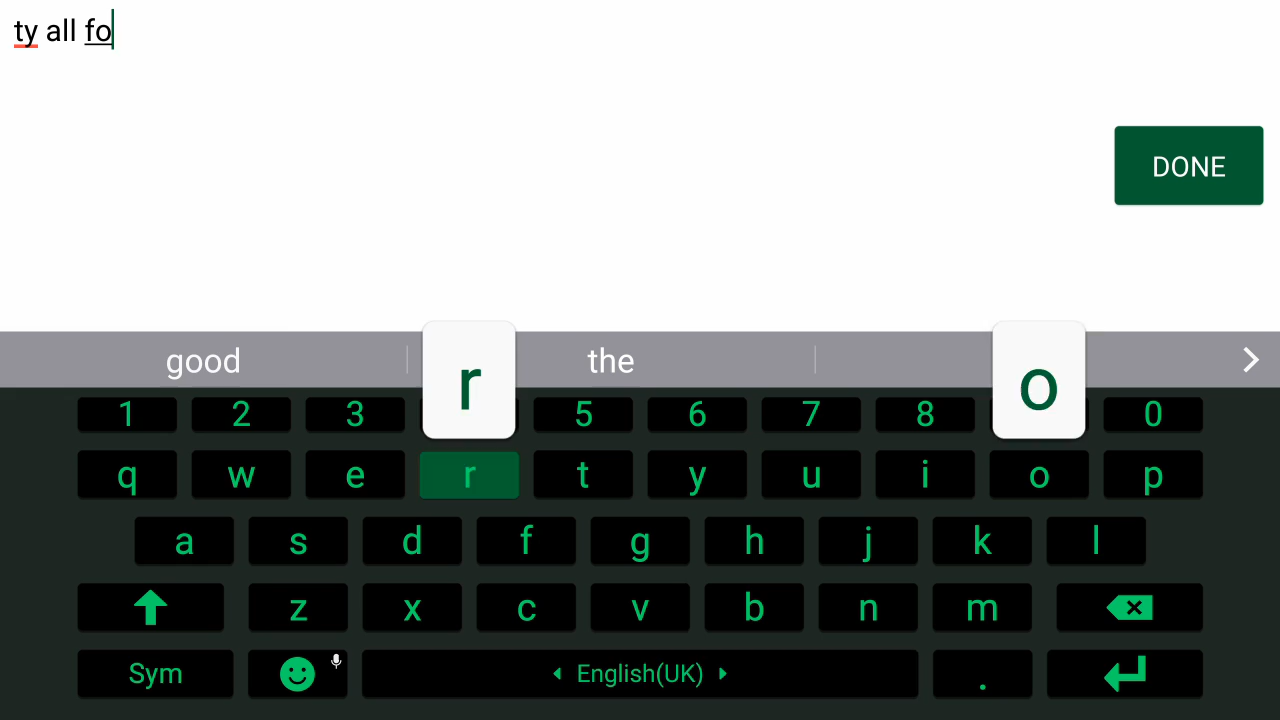 ty all fo
DONE
good the
r o
1 2 3 5 6 7 8 0
q w e r t y u i o p
a s d f g h j k l
z x c v b n m
Sym English(UK) .